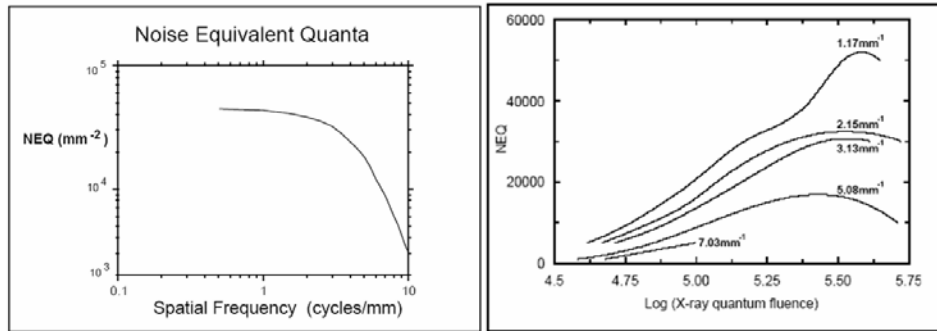 Noise Equivalent Quanta
10^5
NEQ (mm^-2)
10^4
10^3
0.1
1
10
Spatial Frequency (cycles/mm)
60000
40000
20000
0
NEQ
1.17mm^-1
2.15mm^-1
3.13mm^-1
5.08mm^-1
7.03mm^-1
4.5
4.75
5.00
5.25
5.50
5.75
Log (X-ray quantum fluence)